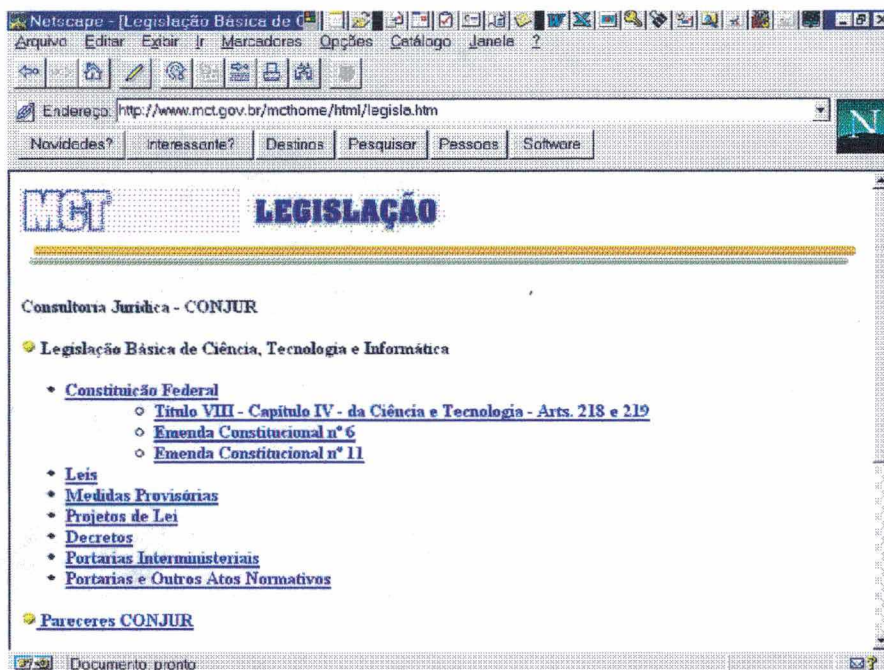 Netscape - [Legislação Básica de C
Arquivo Editar Exibir Ir Marcadores Opções Catálogo Janela ?
Endereço: http://www.mct.gov.br/mcthome/html/legisla.htm
N
Novidades? Interessante? Destinos Pesquisar Pessoas Software
MCT LEGISLAÇÃO
Consultoria Jurídica - CONJUR
Legislação Básica de Ciência, Tecnologia e Informática
Constituicão Federal
Título VIII - Capítulo IV - da Ciência e Tecnologia - Arts. 218 e 219
Emenda Constitucional nº 6
Emenda Constitucional nº 11
Leis
Medidas Provisórias
Projetos de Lei
Decretos
Portarias Interministeriais
Portarias e Outros Atos Normativos
Pareceres CONJUR
Documento: pronto